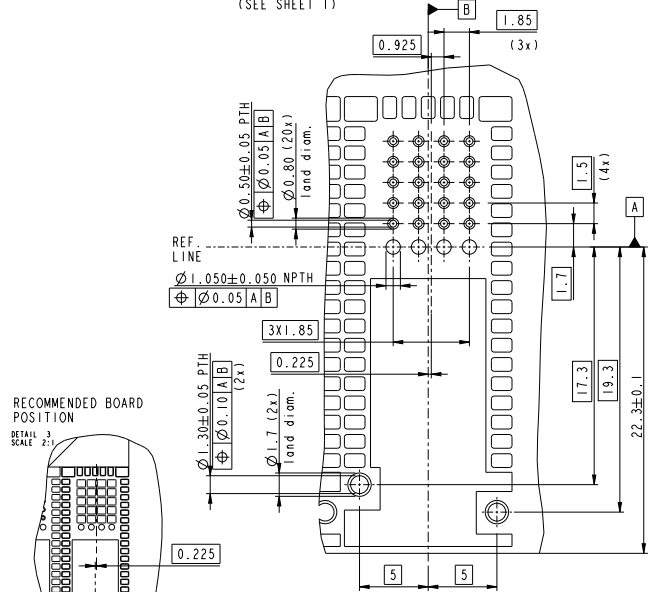 (SEE SHEET 1)
B
1.85
(3x)
0.925
Ø0.50±0.05 PTH
⌖ Ø0.05 A B
Ø0.80 (20x)
land diam.
1.5
(4x)
A
REF.
LINE
1.7
Ø1.050±0.050 NPTH
⌖ Ø0.05 A B
3X1.85
0.225
17.3
19.3
22.3±0.1
Ø1.30±0.05 PTH
⌖ Ø0.10 A B
(2x)
Ø1.7 (2x)
land diam.
RECOMMENDED BOARD
POSITION
DETAIL 3
SCALE 2:1
0.225
5
5